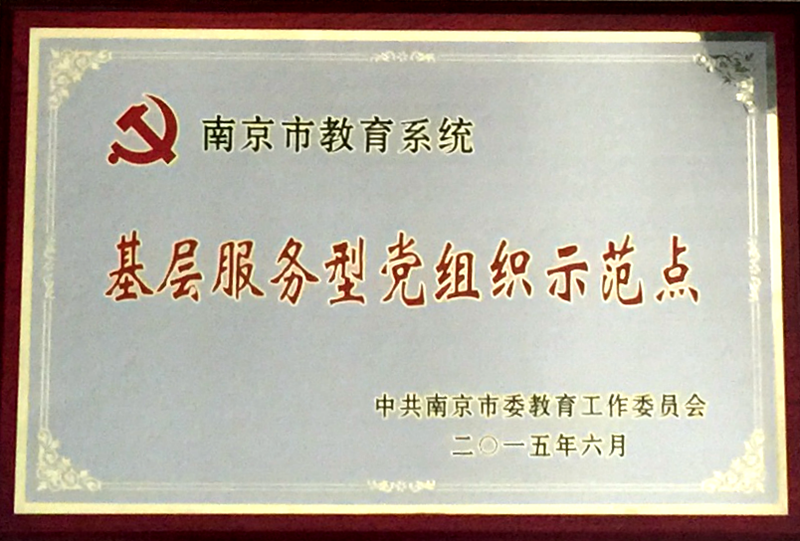 南京市教育系统
基层服务型党组织示范点
中共南京市委教育工作委员会
二〇一五年六月